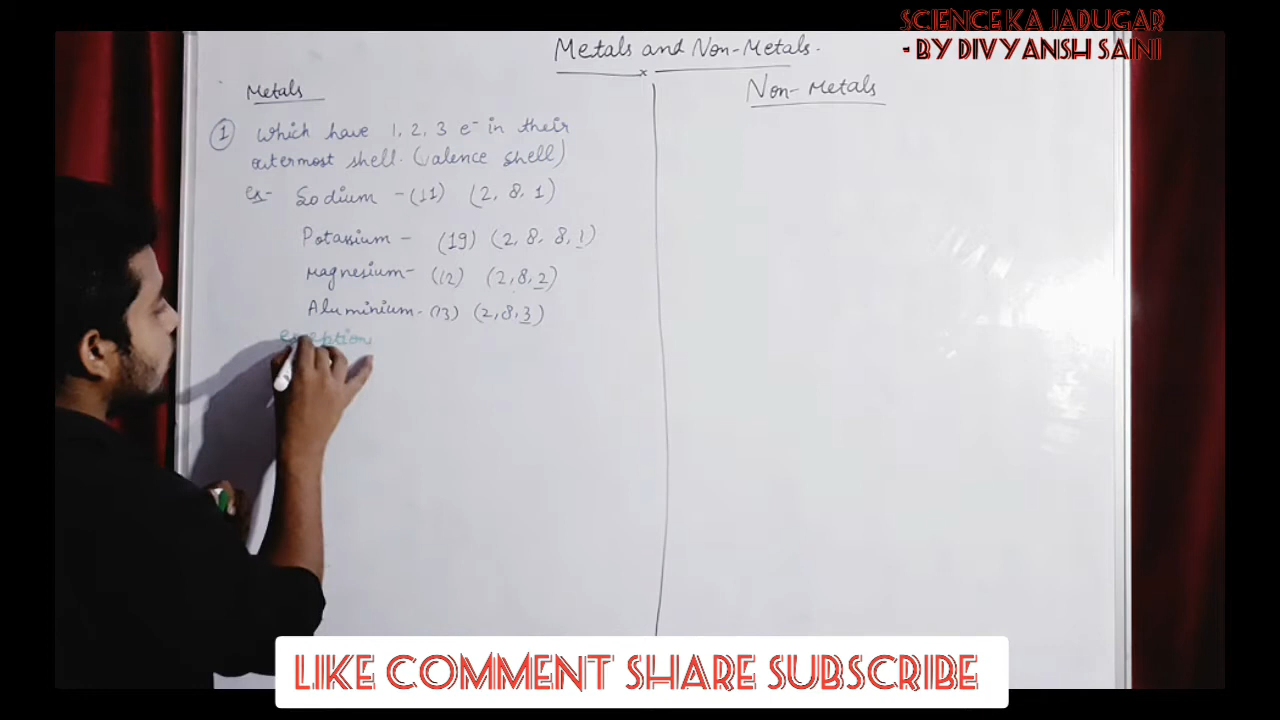 SCIENCE KA JADUGAR
- BY DIVYANSH SAINI
Metals and Non-Metals.
Metals
① Which have 1, 2, 3 e⁻ in their
outermost shell. (valence shell)
ex- Sodium - (11) (2, 8, 1)
Potassium - (19) (2, 8, 8, 1)
Magnesium - (12) (2, 8, 2)
Aluminium - (13) (2, 8, 3)
Non-Metals
LIKE COMMENT SHARE SUBSCRIBE